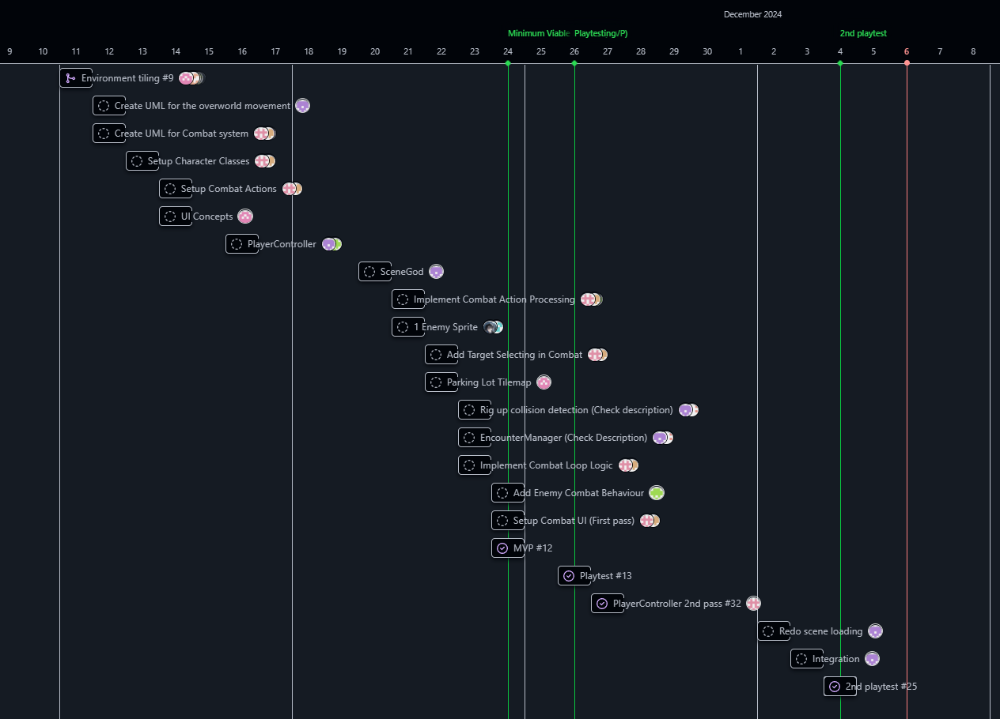 December 2024
Minimum Viable Playtesting /P) 2nd playtest
9 10 11 12 13 14 15 16 17 18 19 20 21 22 23 24 25 26 27 28 29 30 1 2 3 4 5 6 7 8
Environment tiling #9
Create UML for the overworld movement
Create UML for Combat system
Setup Character Classes
Setup Combat Actions
UI Concepts
PlayerController
SceneGod
Implement Combat Action Processing
1 Enemy Sprite
Add Target Selecting in Combat
Parking Lot Tilemap
Rig up collision detection (Check description)
EncounterManager (Check Description)
Implement Combat Loop Logic
Add Enemy Combat Behaviour
Setup Combat UI (First pass)
MVP #12
Playtest #13
PlayerController 2nd pass #32
Redo scene loading
Integration
2nd playtest #25